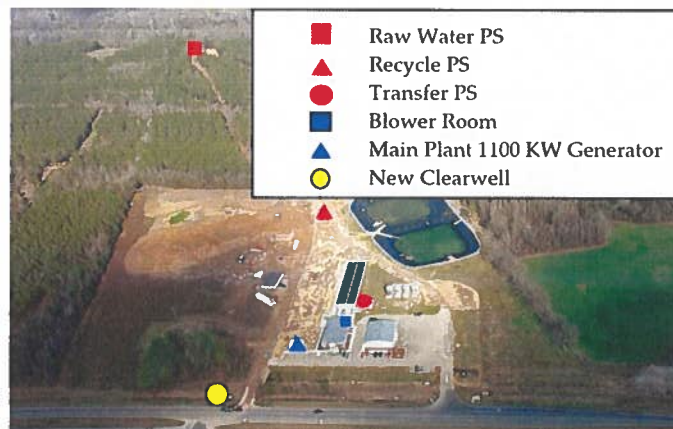 Raw Water PS
Recycle PS
Transfer PS
Blower Room
Main Plant 1100 KW Generator
New Clearwell